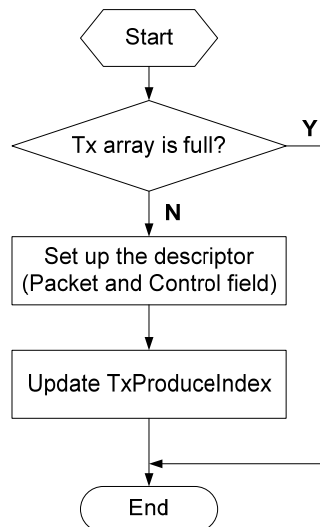 Start
Tx array is full?
Y
N
Set up the descriptor
(Packet and Control field)
Update TxProduceIndex
End